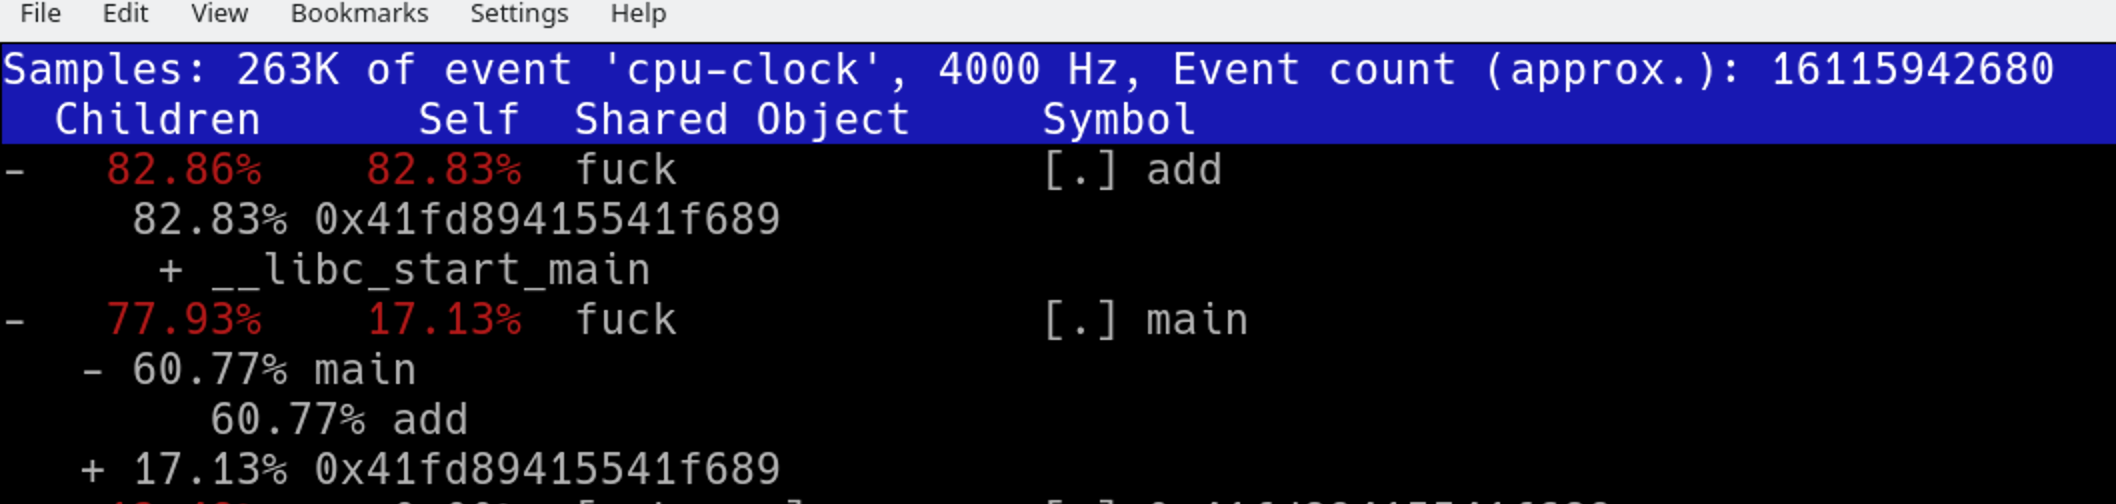 File Edit View Bookmarks Settings Help
Samples: 263K of event 'cpu-clock', 4000 Hz, Event count (approx.): 16115942680
Children Self Shared Object Symbol
- 82.86% 82.83% fuck [.] add
82.83% 0x41fd89415541f689
+ __libc_start_main
- 77.93% 17.13% fuck [.] main
- 60.77% main
60.77% add
+ 17.13% 0x41fd89415541f689